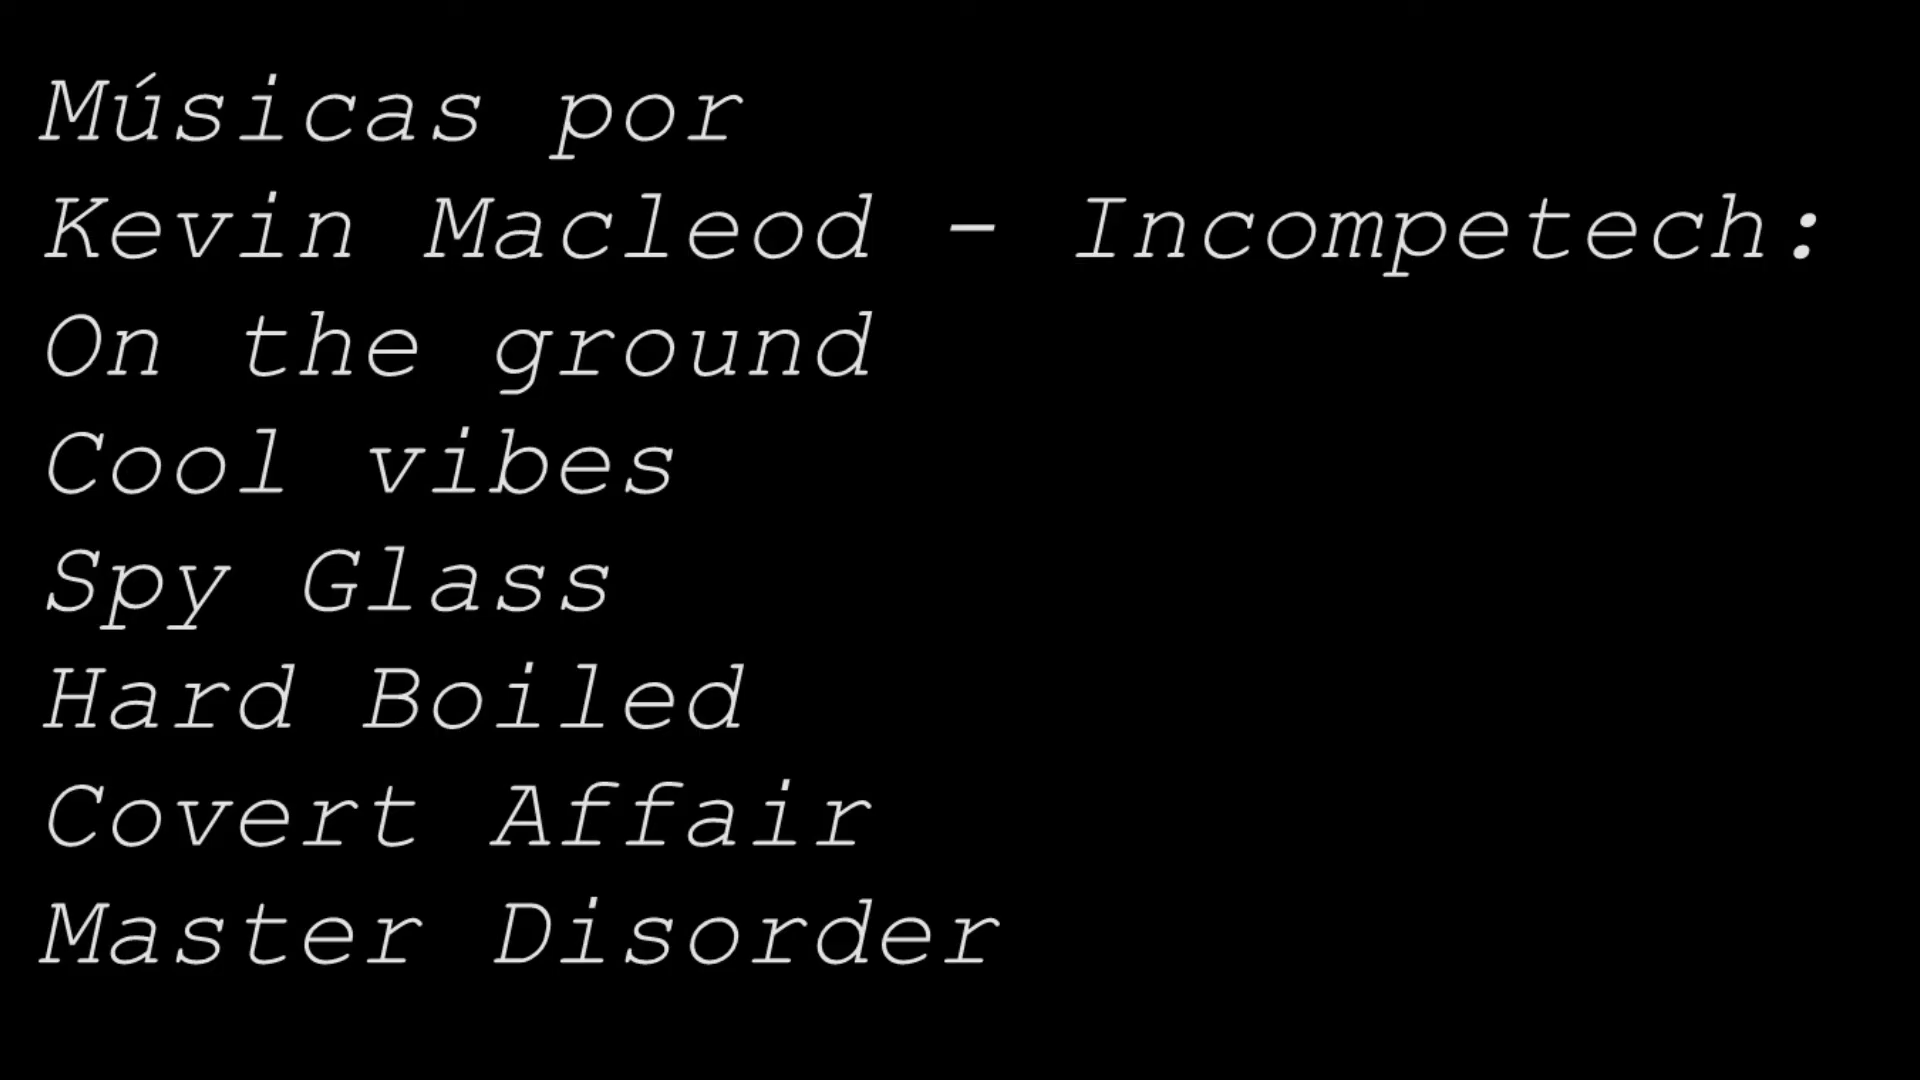 Músicas por
Kevin Macleod - Incompetech:
On the ground
Cool vibes
Spy Glass
Hard Boiled
Covert Affair
Master Disorder